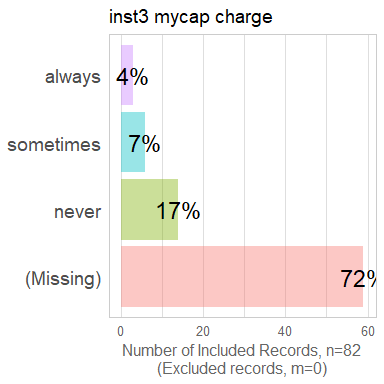 inst3 mycap charge
always 4%
sometimes 7%
never 17%
(Missing) 72%
0 20 40 60
Number of Included Records, n=82
(Excluded records, m=0)